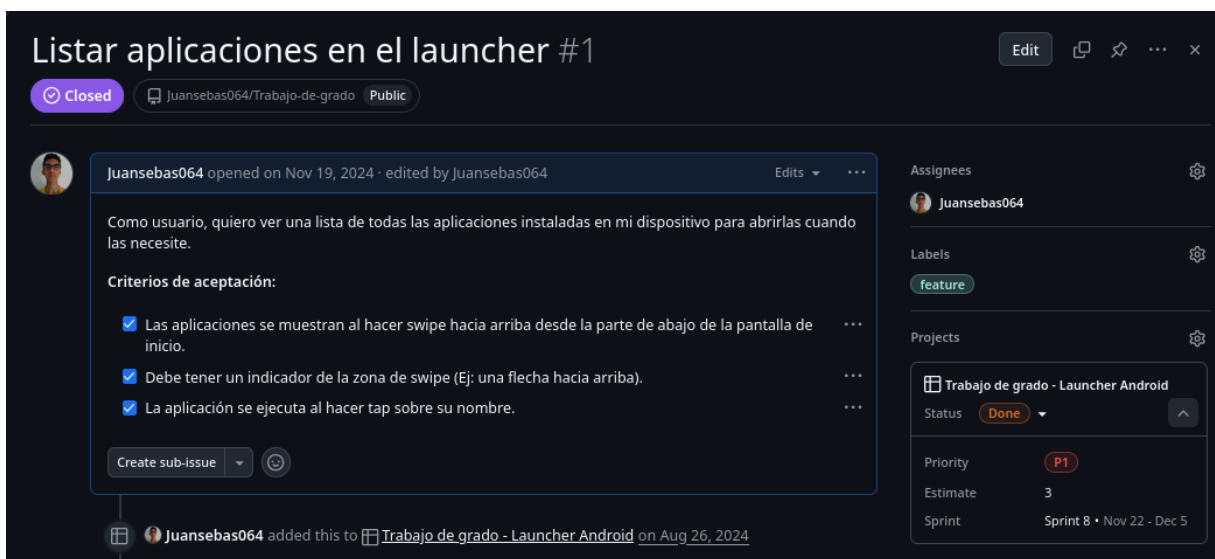 Listar aplicaciones en el launcher #1
Edit
Closed
Juansebas064/Trabajo-de-grado Public
Juansebas064 opened on Nov 19, 2024 · edited by Juansebas064
Edits
Como usuario, quiero ver una lista de todas las aplicaciones instaladas en mi dispositivo para abrirlas cuando
las necesite.
Criterios de aceptación:
Las aplicaciones se muestran al hacer swipe hacia arriba desde la parte de abajo de la pantalla de
inicio.
Debe tener un indicador de la zona de swipe (Ej: una flecha hacia arriba).
La aplicación se ejecuta al hacer tap sobre su nombre.
Create sub-issue
Juansebas064 added this to Trabajo de grado - Launcher Android on Aug 26, 2024
Assignees
Juansebas064
Labels
feature
Projects
Trabajo de grado - Launcher Android
Status Done
Priority P1
Estimate 3
Sprint Sprint 8 • Nov 22 - Dec 5